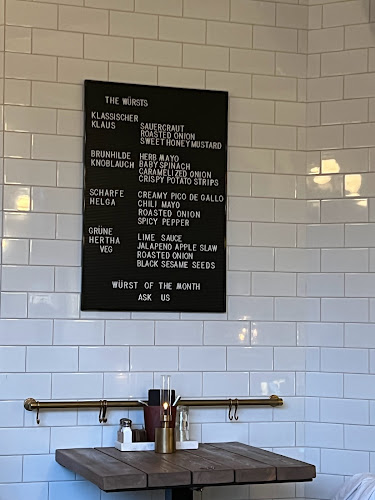 THE WÜRSTS
KLASSISCHER
KLAUS SAUERCRAUT
ROASTED ONION
SWEET HONEY MUSTARD
BRUNHILDE HERB MAYO
KNOBLAUCH BABY SPINACH
CARAMELIZED ONION
CRISPY POTATO STRIPS
SCHARFE CREAMY PICO DE GALLO
HELGA CHILI MAYO
ROASTED ONION
SPICY PEPPER
GRÜNE LIME SAUCE
HERTHA JALAPENO APPLE SLAW
VEG ROASTED ONION
BLACK SESAME SEEDS
WÜRST OF THE MONTH
ASK US